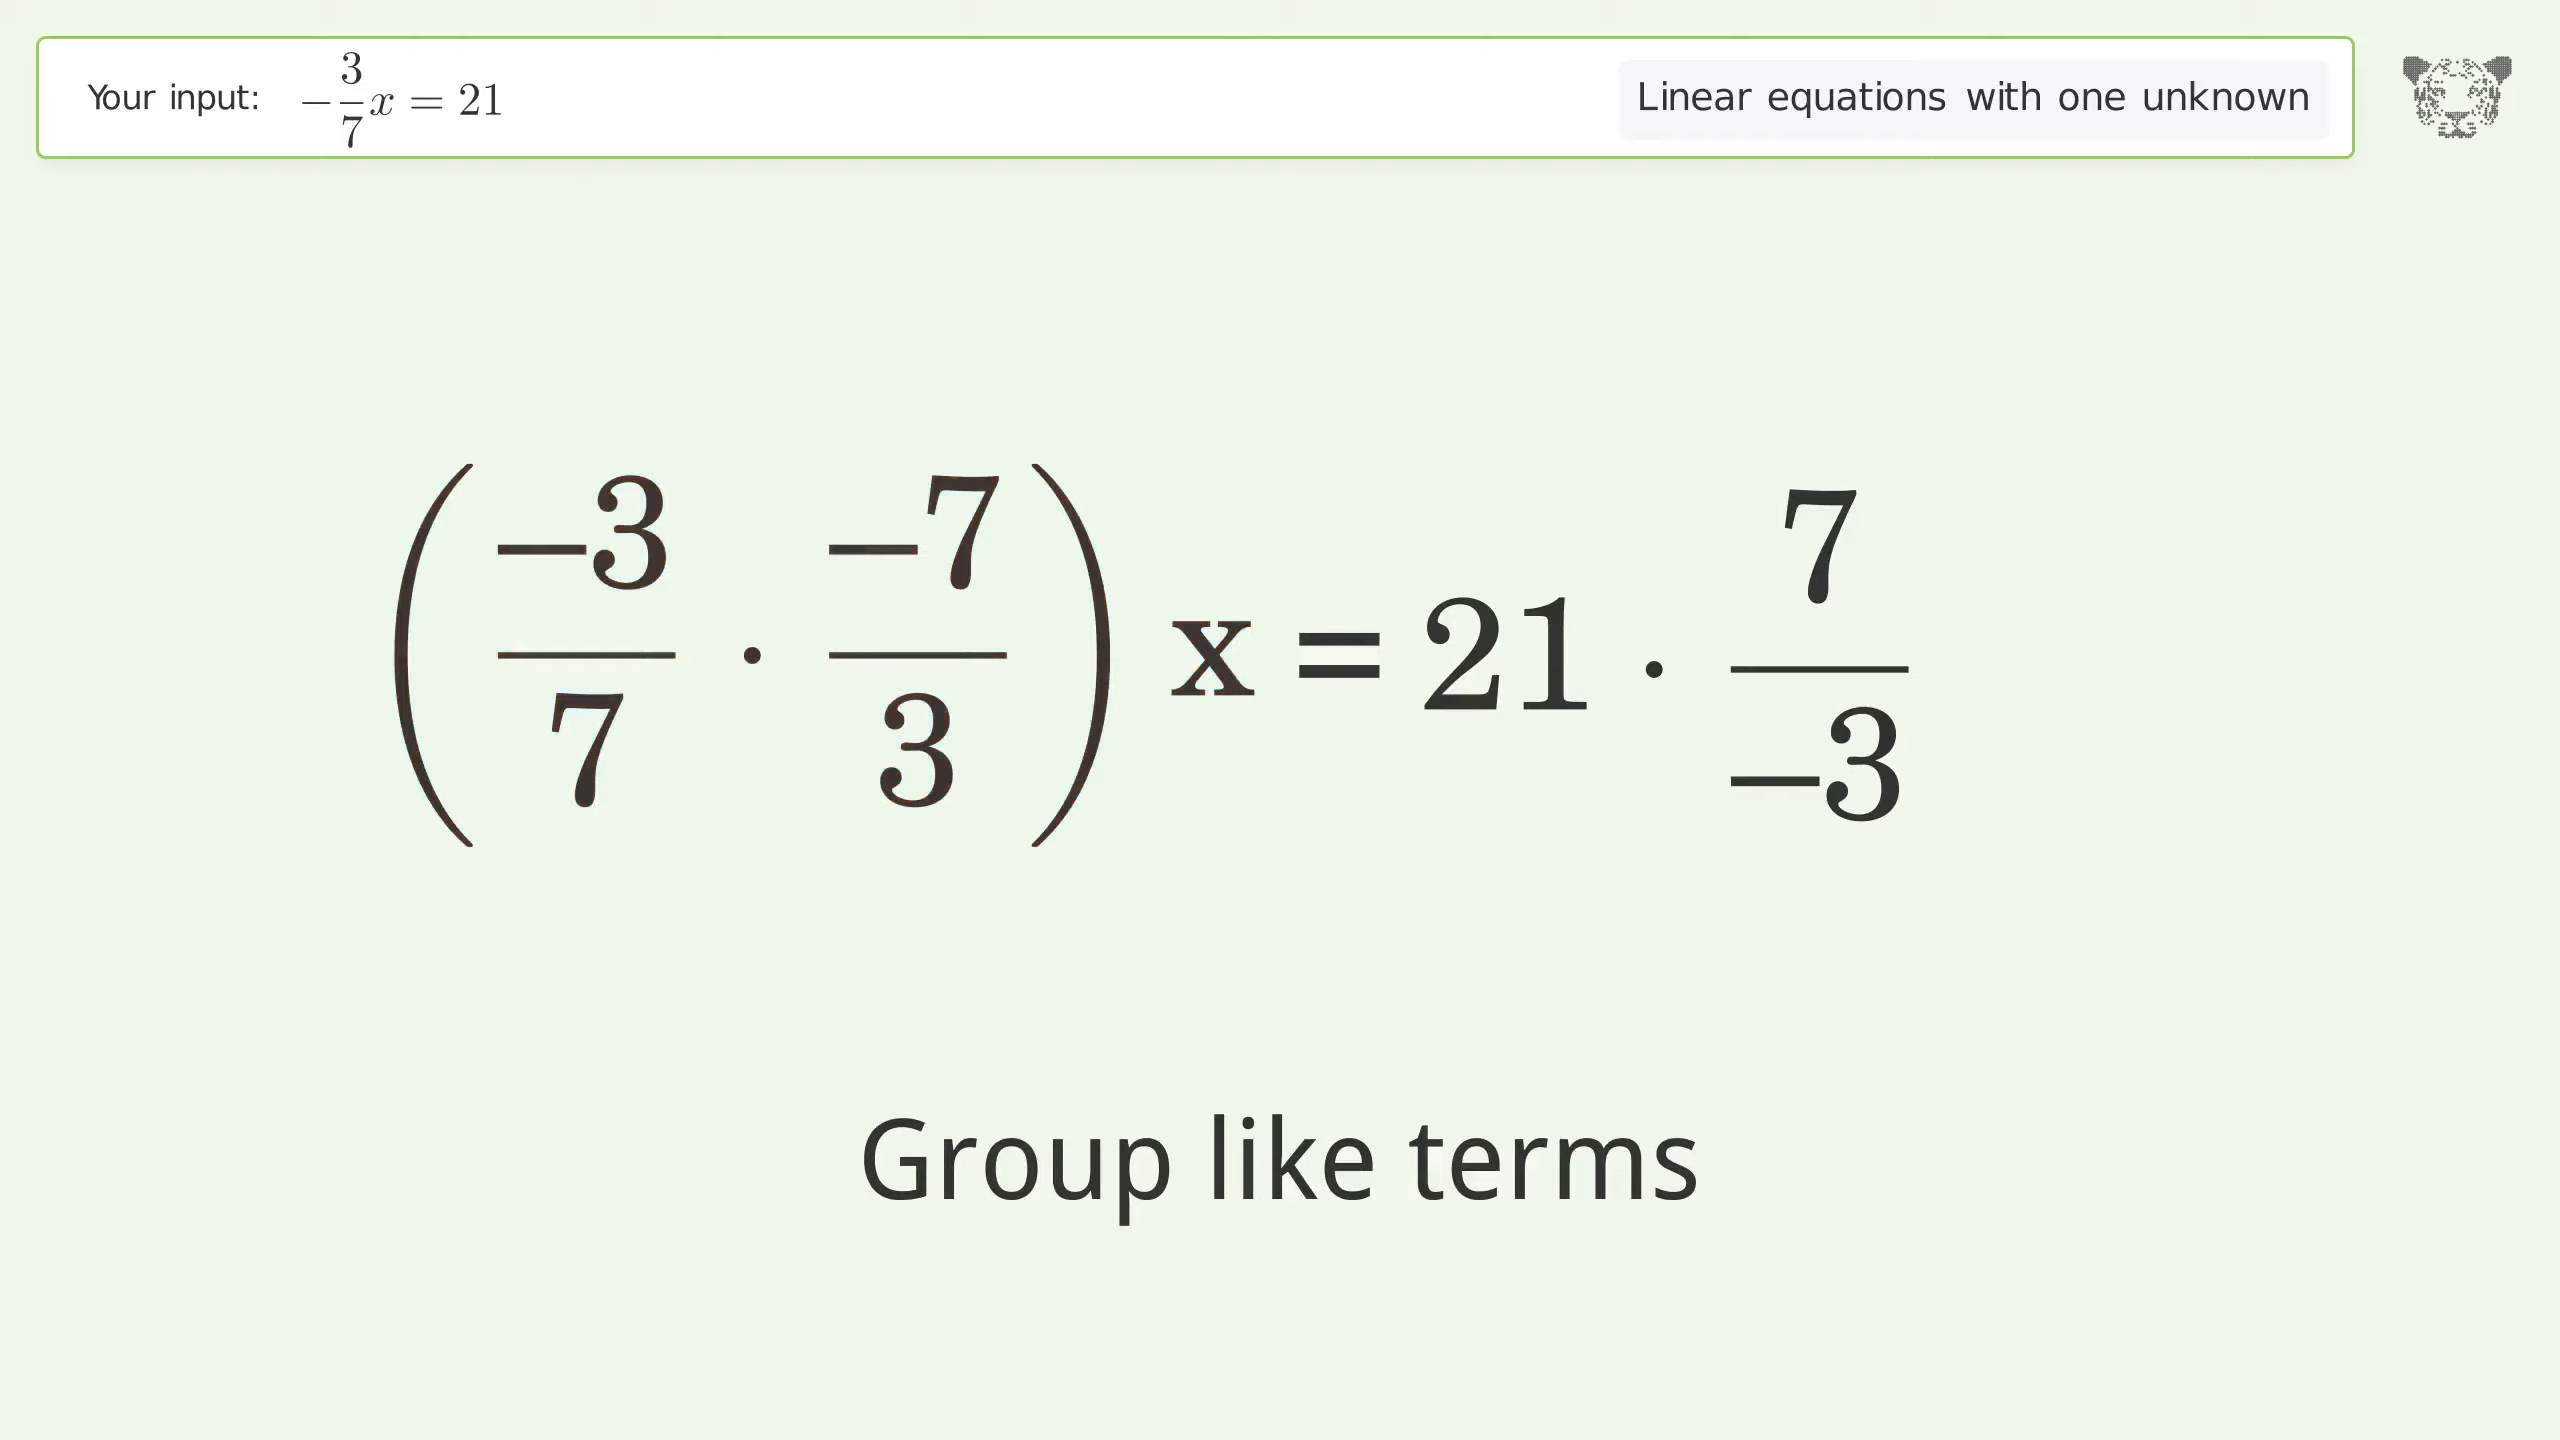 Your input: −3/7x = 21
Linear equations with one unknown
(−3/7 · −7/3) x = 21 · 7/−3
Group like terms